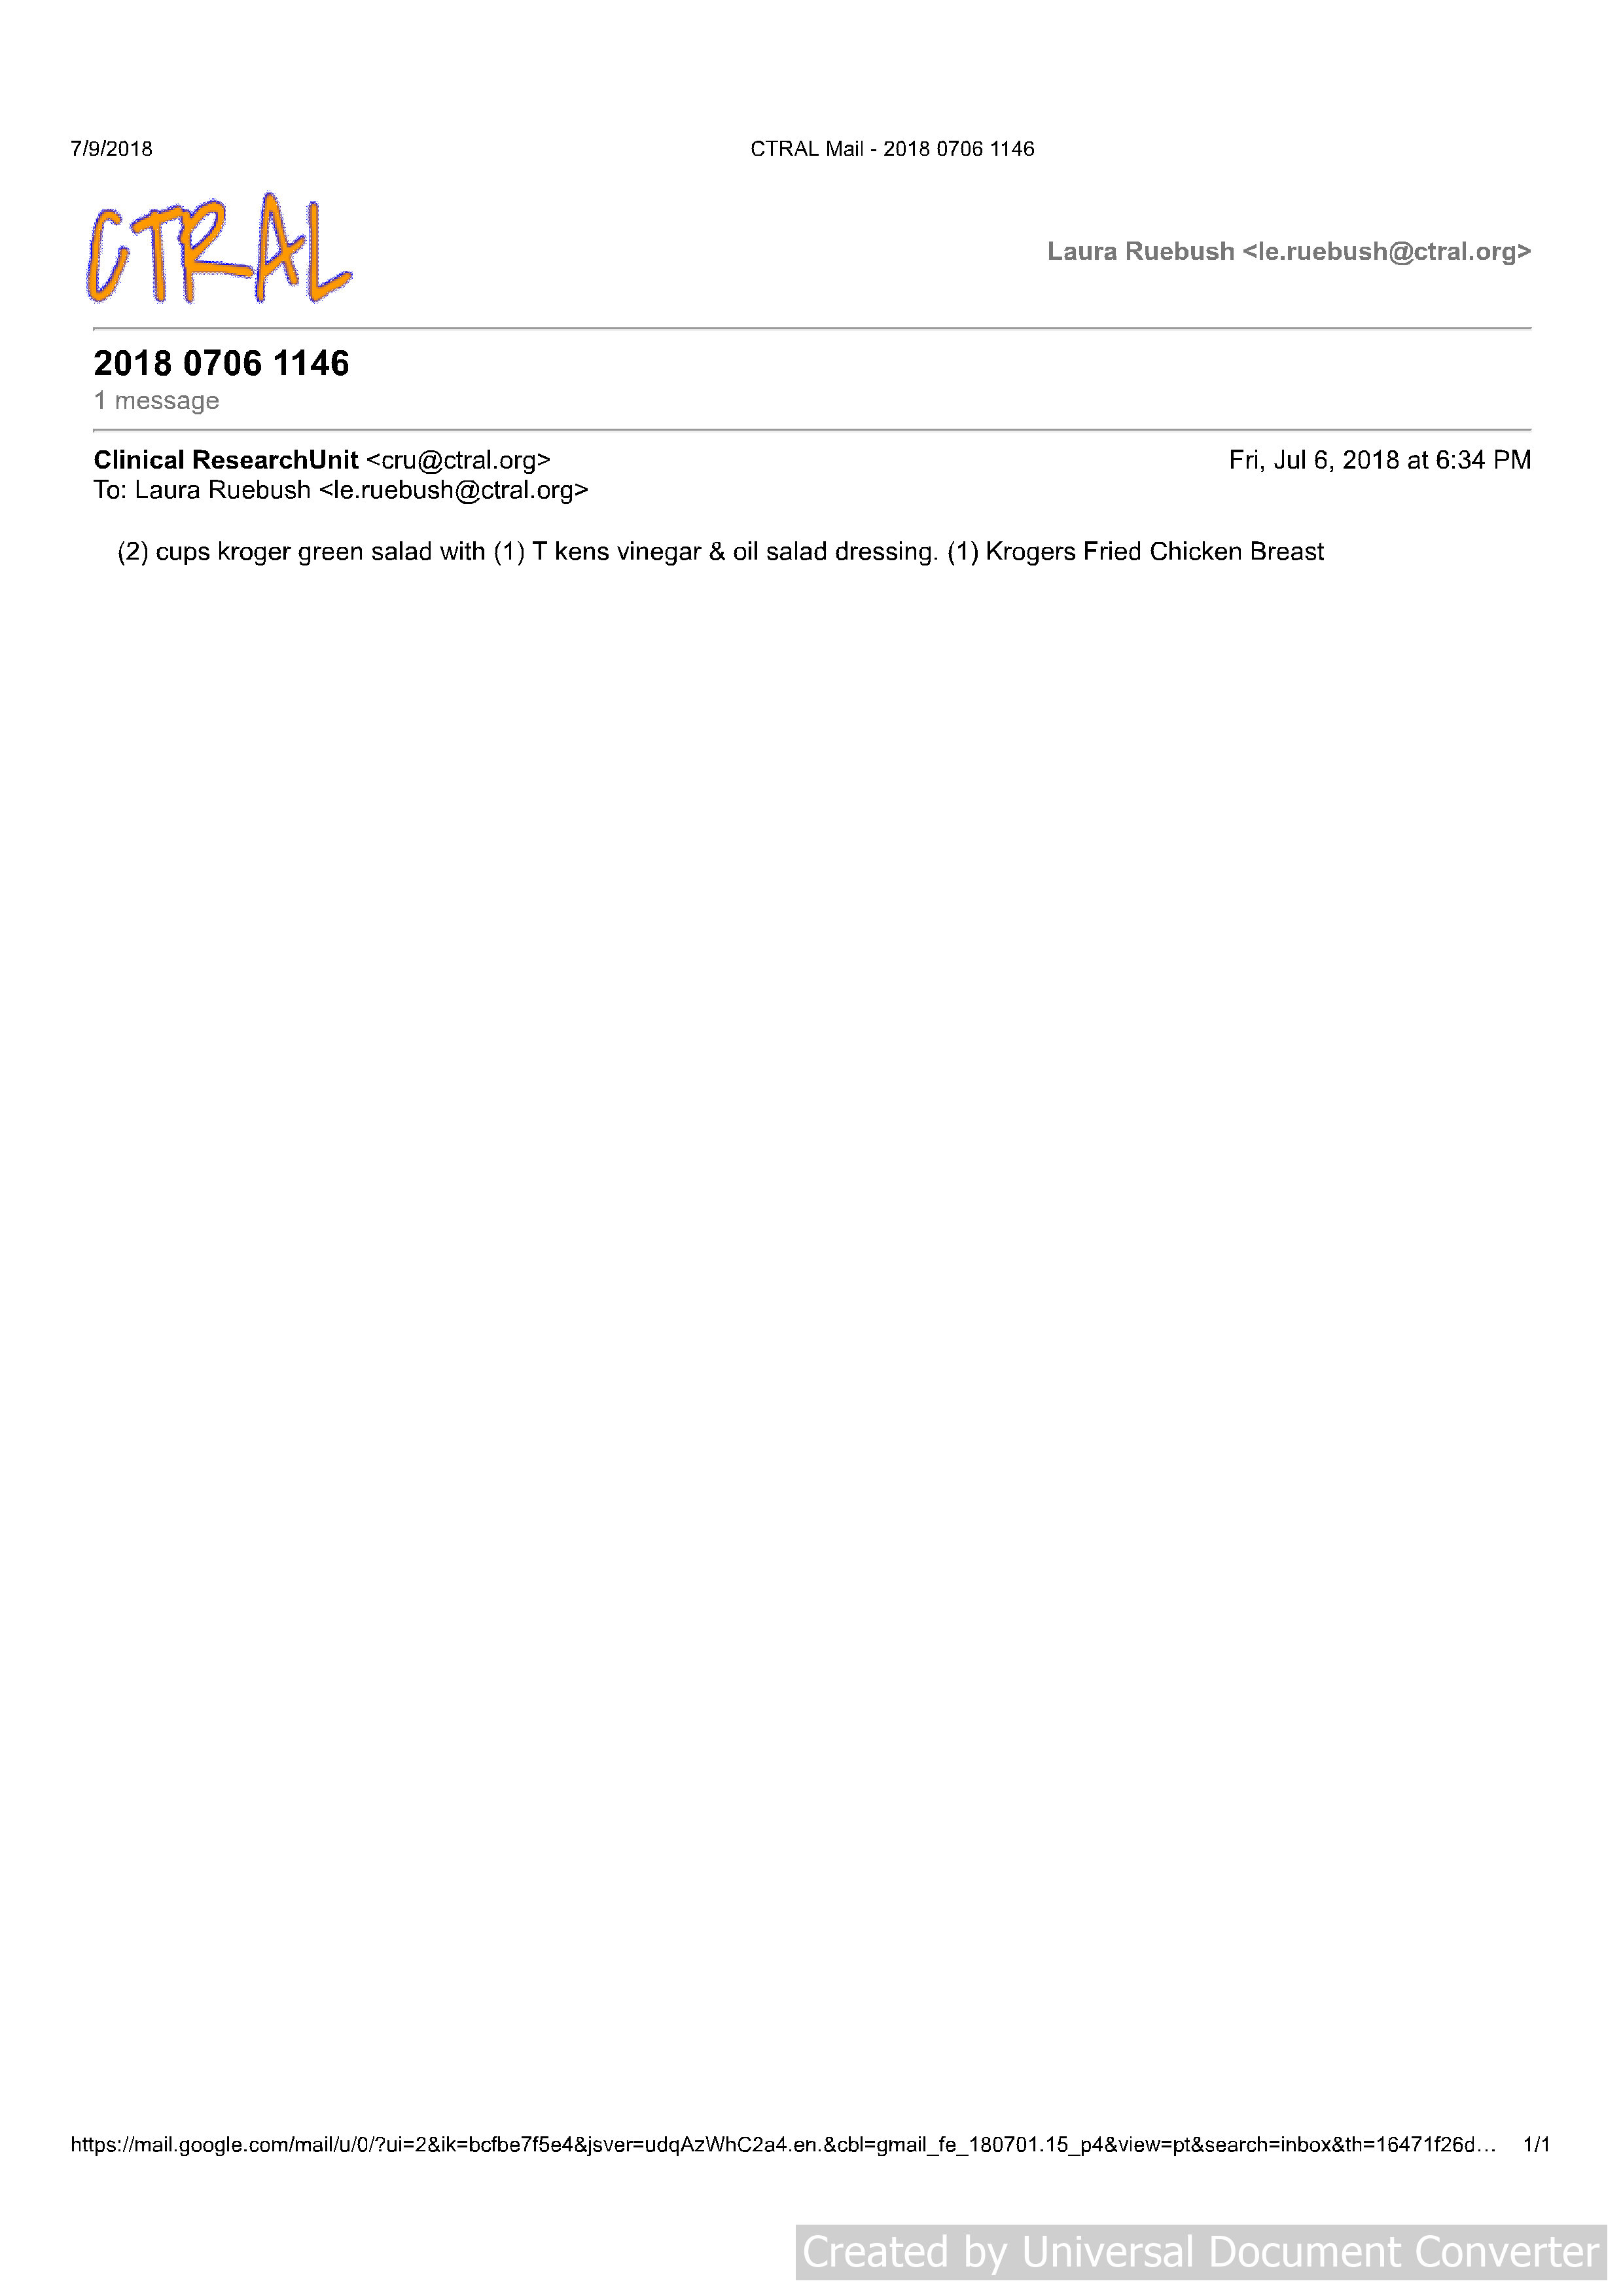 7/9/2018 CTRAL Mail - 2018 0706 1146
CTRAL
Laura Ruebush <le.ruebush@ctral.org>
2018 0706 1146
1 message
Clinical ResearchUnit <cru@ctral.org> Fri, Jul 6, 2018 at 6:34 PM
To: Laura Ruebush <le.ruebush@ctral.org>
(2) cups kroger green salad with (1) T kens vinegar & oil salad dressing. (1) Krogers Fried Chicken Breast
https://mail.google.com/mail/u/0/?ui=2&ik=bcfbe7f5e4&jsver=udqAzWhC2a4.en.&cbl=gmail_fe_180701.15_p4&view=pt&search=inbox&th=16471f26d... 1/1
Created by Universal Document Converter